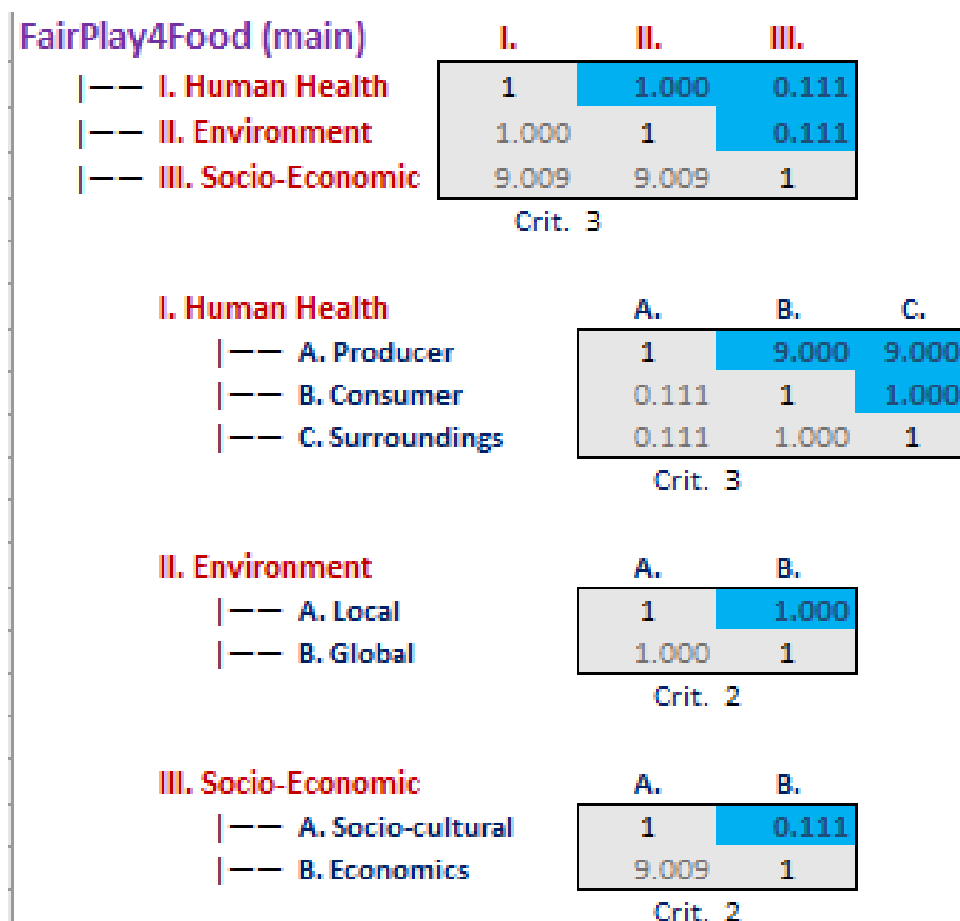 FairPlay4Food (main) I. II. III.
|—— I. Human Health 1 1.000 0.111
|—— II. Environment 1.000 1 0.111
|—— III. Socio-Economic 9.009 9.009 1
Crit. 3
I. Human Health A. B. C.
|—— A. Producer 1 9.000 9.000
|—— B. Consumer 0.111 1 1.000
|—— C. Surroundings 0.111 1.000 1
Crit. 3
II. Environment A. B.
|—— A. Local 1 1.000
|—— B. Global 1.000 1
Crit. 2
III. Socio-Economic A. B.
|—— A. Socio-cultural 1 0.111
|—— B. Economics 9.009 1
Crit. 2